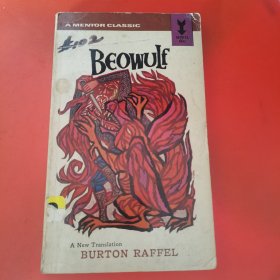 A MENTOR CLASSIC
BEOWULF
A New Translation
BURTON RAFFEL